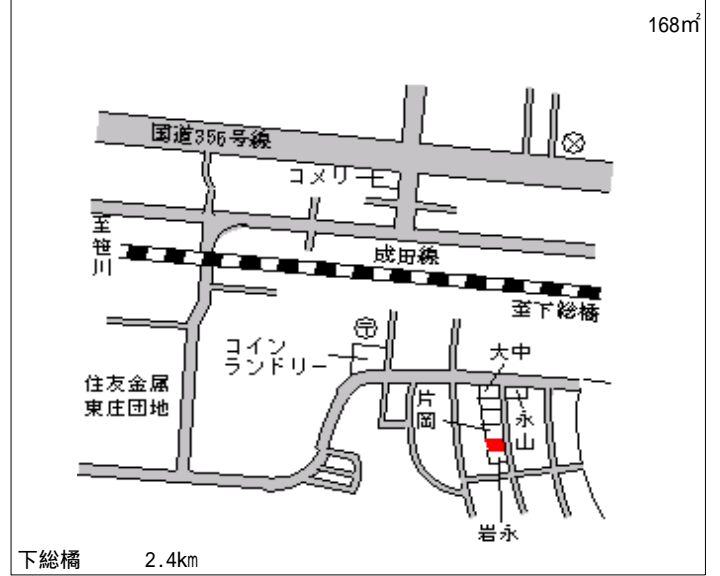 168㎡
国道356号線
コメリ
至笹川
成田線
至下総橘
〒
コイン
ランドリー
大中
住友金属
東庄団地
片岡
永山
岩永
下総橘 2.4km